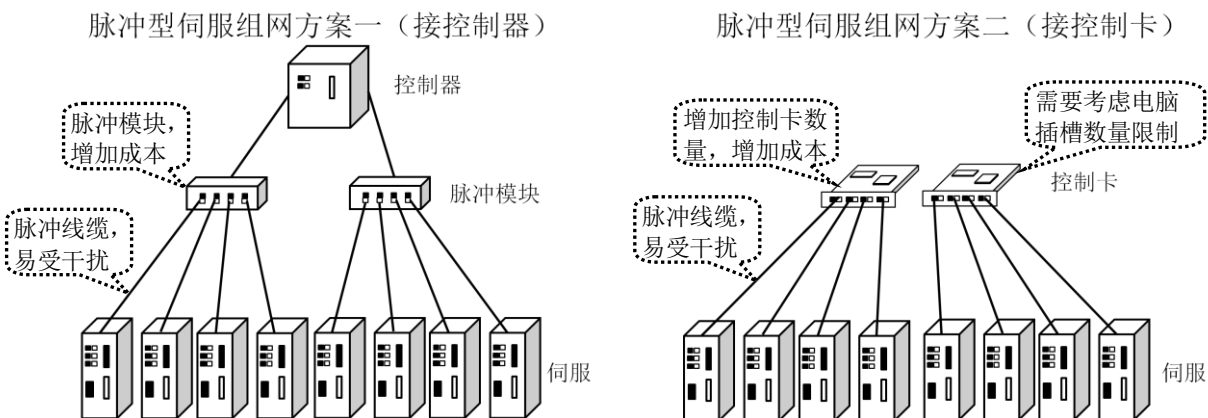 脉冲型伺服组网方案一（接控制器）
控制器
脉冲模块，
增加成本
脉冲模块
脉冲线缆，
易受干扰
伺服
脉冲型伺服组网方案二（接控制卡）
增加控制卡数
量，增加成本
需要考虑电脑
插槽数量限制
控制卡
脉冲线缆，
易受干扰
伺服